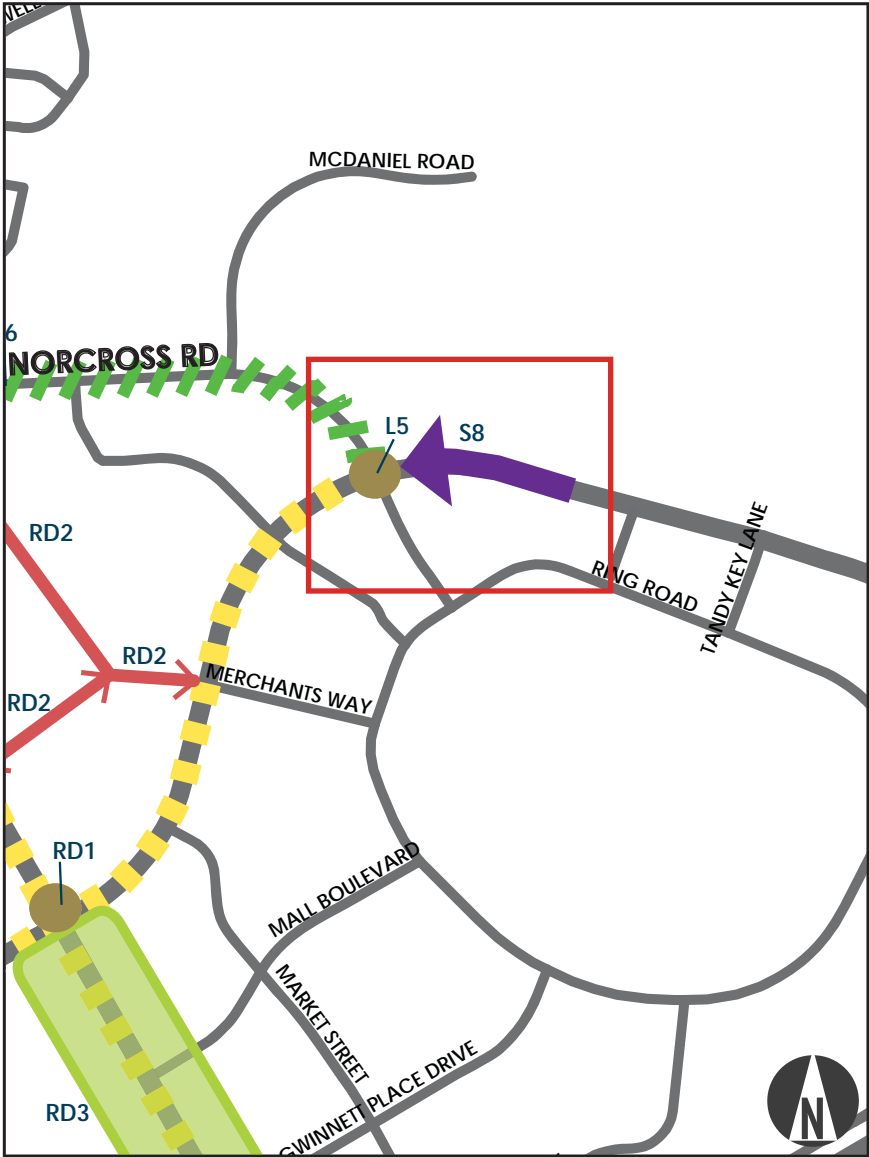 MCDANIEL ROAD
6
NORCROSS RD
L5
S8
RD2
RING ROAD
TANDY KEY LANE
RD2
MERCHANTS WAY
RD2
RD1
MALL BOULEVARD
MARKET STREET
GWINNETT PLACE DRIVE
RD3
N